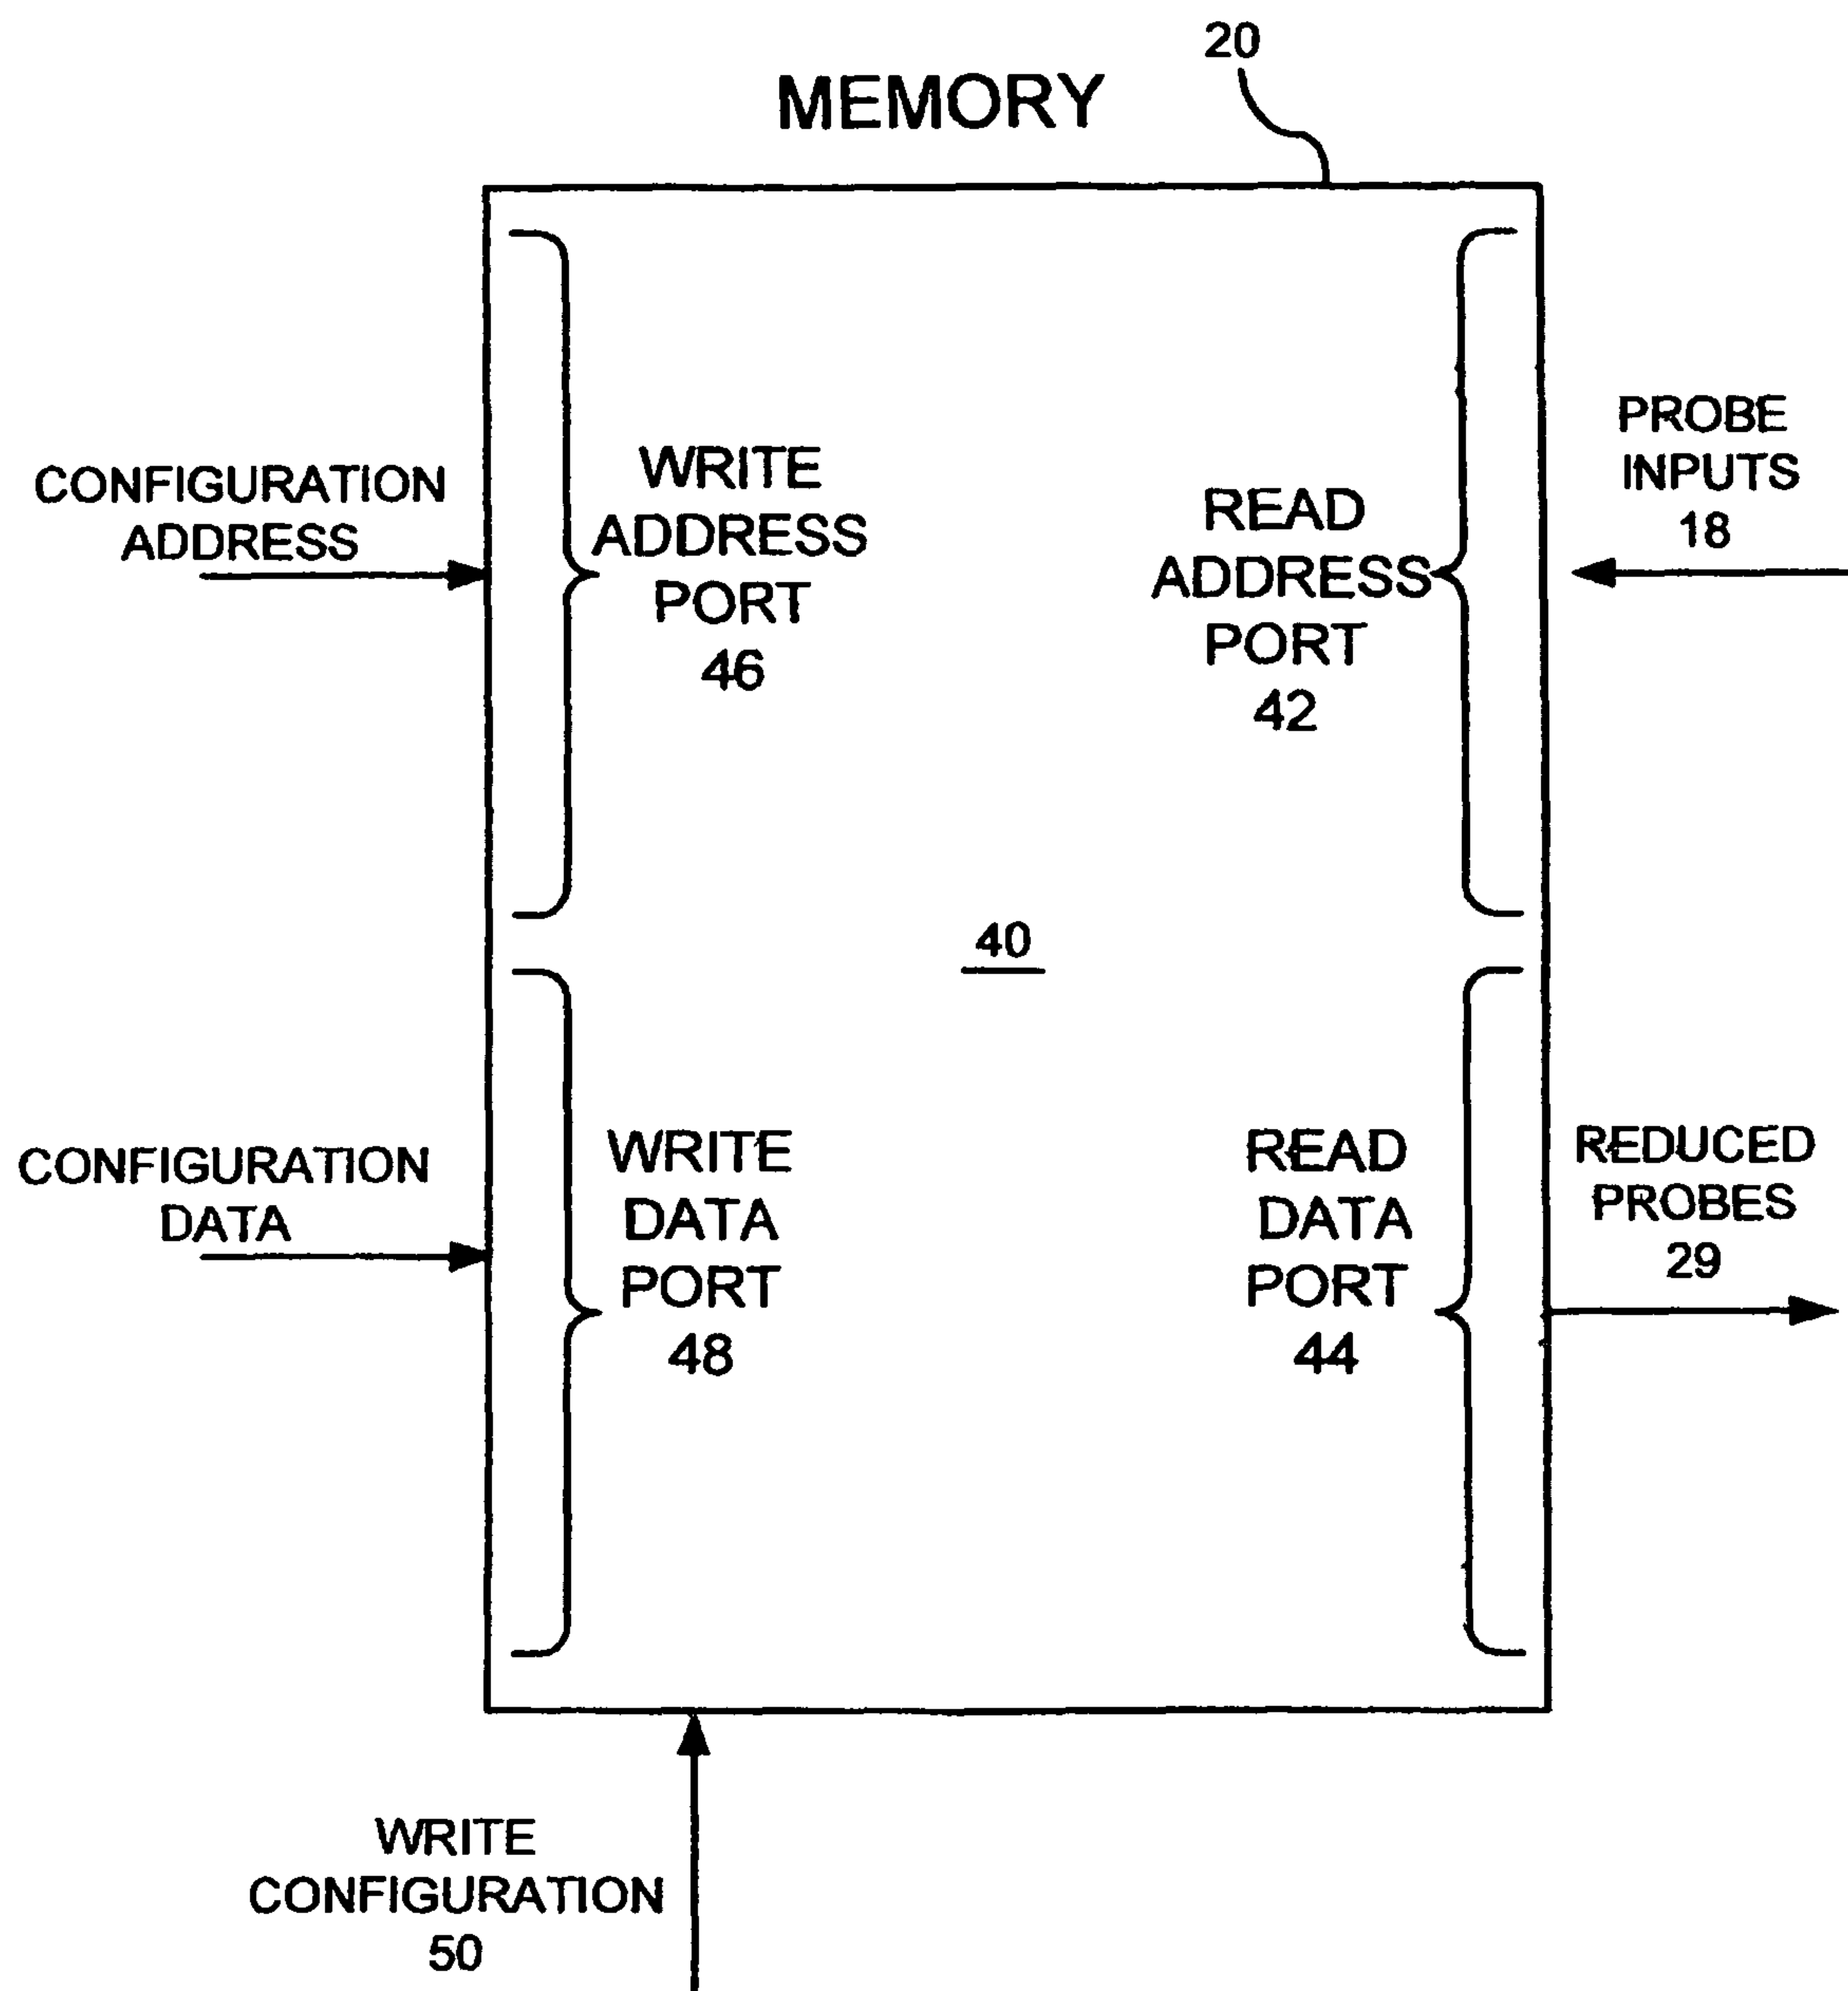 20
MEMORY
CONFIGURATION
ADDRESS
WRITE
ADDRESS
PORT
46
READ
ADDRESS
PORT
42
PROBE
INPUTS
18
40
CONFIGURATION
DATA
WRITE
DATA
PORT
48
READ
DATA
PORT
44
REDUCED
PROBES
29
WRITE
CONFIGURATION
50